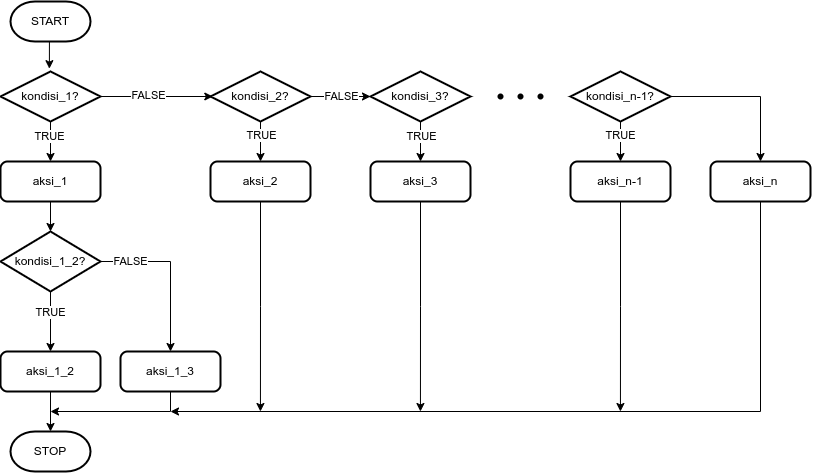 START
kondisi_1?
FALSE
kondisi_2?
FALSE
kondisi_3?
kondisi_n-1?
TRUE
TRUE
TRUE
TRUE
aksi_1
aksi_2
aksi_3
aksi_n-1
aksi_n
kondisi_1_2?
FALSE
TRUE
aksi_1_2
aksi_1_3
STOP